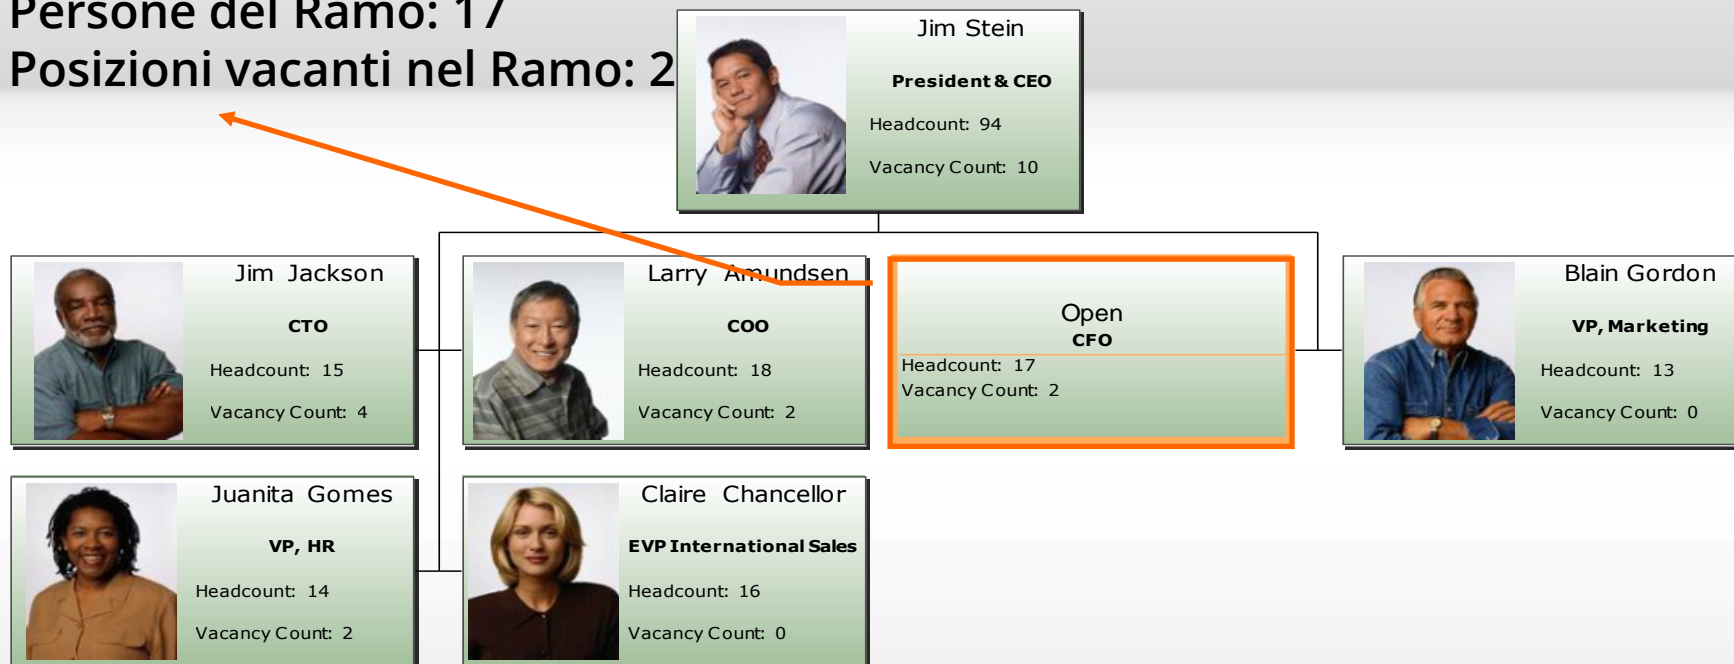 Persone del Ramo: 17
Posizioni vacanti nel Ramo: 2
Jim Stein
President & CEO
Headcount: 94
Vacancy Count: 10
Jim Jackson
CTO
Headcount: 15
Vacancy Count: 4
Larry Amundsen
COO
Headcount: 18
Vacancy Count: 2
Open
CFO
Headcount: 17
Vacancy Count: 2
Blain Gordon
VP, Marketing
Headcount: 13
Vacancy Count: 0
Juanita Gomes
VP, HR
Headcount: 14
Vacancy Count: 2
Claire Chancellor
EVP International Sales
Headcount: 16
Vacancy Count: 0